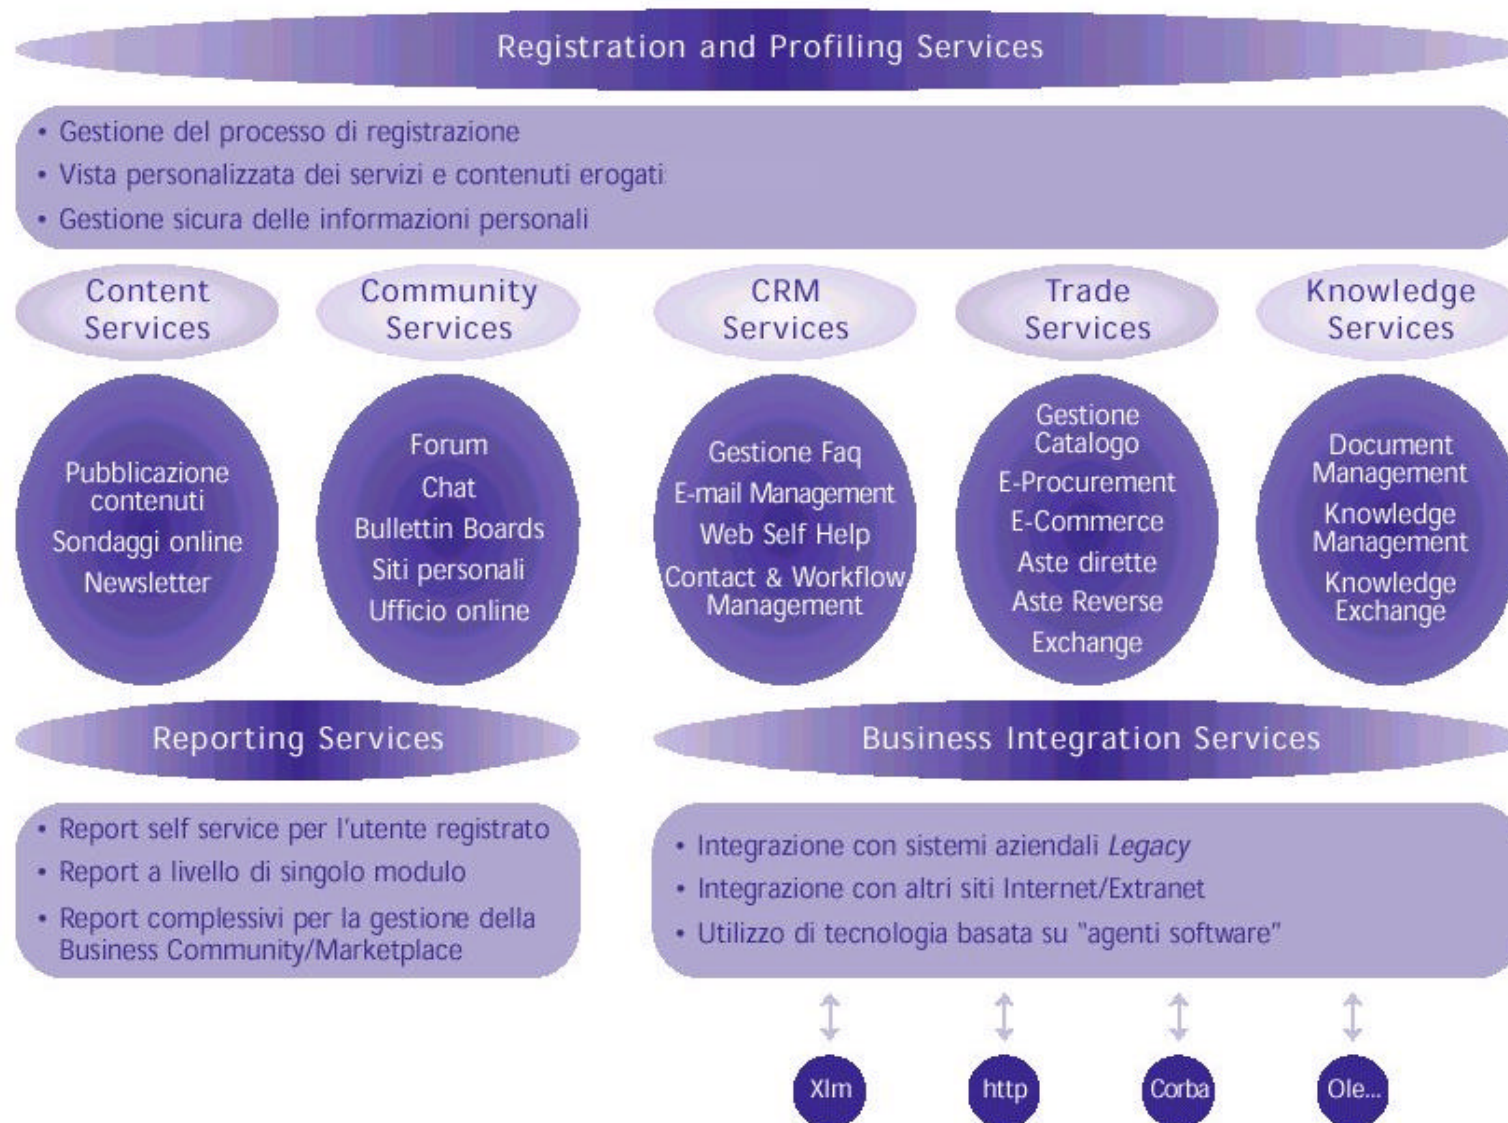 Registration and Profiling Services
• Gestione del processo di registrazione
• Vista personalizzata dei servizi e contenuti erogati
• Gestione sicura delle informazioni personali
Content
Services
Pubblicazione
contenuti
Sondaggi online
Newsletter
Community
Services
Forum
Chat
Bullettin Boards
Siti personali
Ufficio online
CRM
Services
Gestione Faq
E-mail Management
Web Self Help
Contact & Workflow
Management
Trade
Services
Gestione
Catalogo
E-Procurement
E-Commerce
Aste dirette
Aste Reverse
Exchange
Knowledge
Services
Document
Management
Knowledge
Management
Knowledge
Exchange
Reporting Services
• Report self service per l'utente registrato
• Report a livello di singolo modulo
• Report complessivi per la gestione della
Business Community/Marketplace
Business Integration Services
• Integrazione con sistemi aziendali Legacy
• Integrazione con altri siti Internet/Extranet
• Utilizzo di tecnologia basata su "agenti software"
Xlm
http
Corba
Ole...